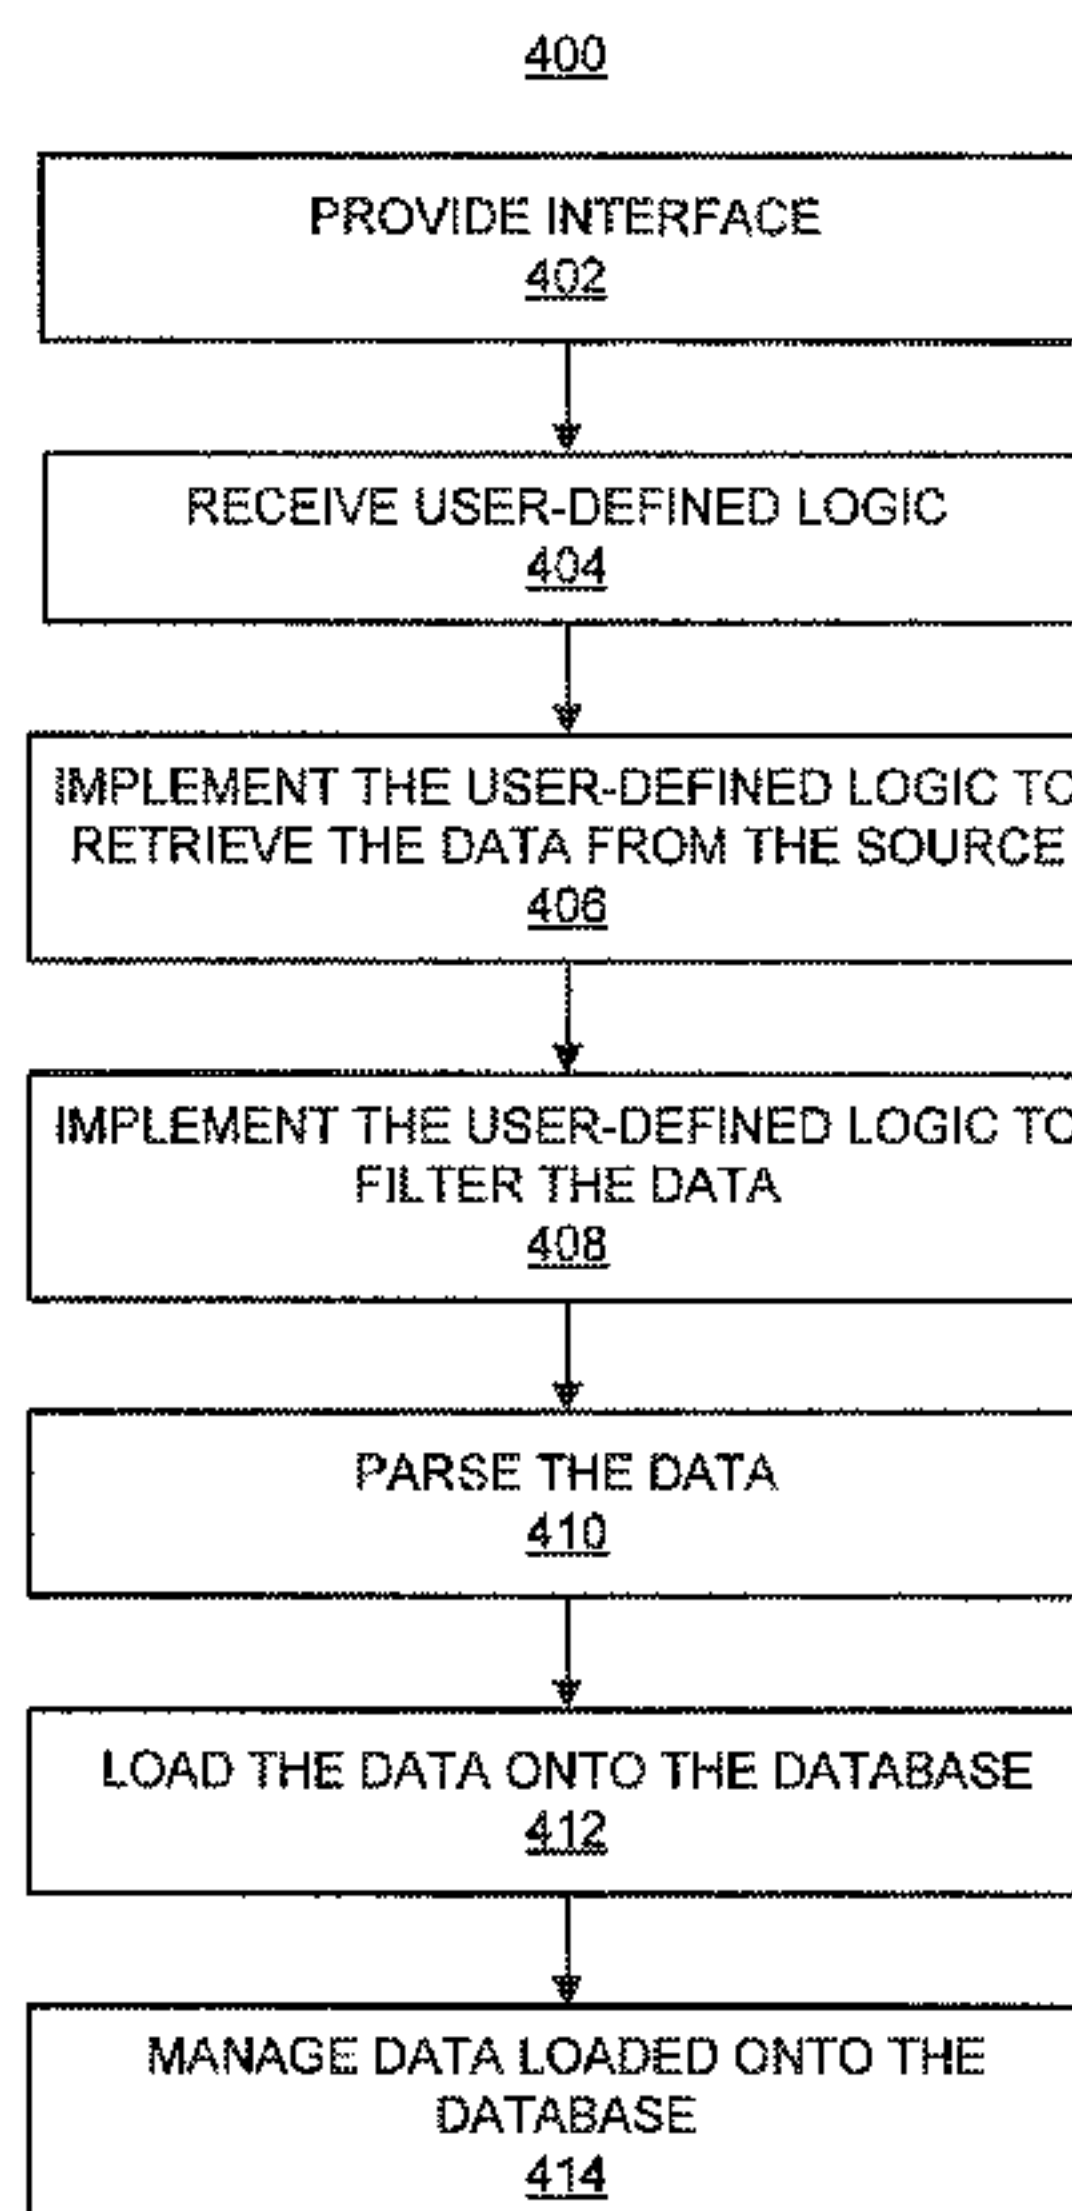 400
PROVIDE INTERFACE
402
RECEIVE USER-DEFINED LOGIC
404
IMPLEMENT THE USER-DEFINED LOGIC TO
RETRIEVE THE DATA FROM THE SOURCE
406
IMPLEMENT THE USER-DEFINED LOGIC TO
FILTER THE DATA
408
PARSE THE DATA
410
LOAD THE DATA ONTO THE DATABASE
412
MANAGE DATA LOADED ONTO THE
DATABASE
414